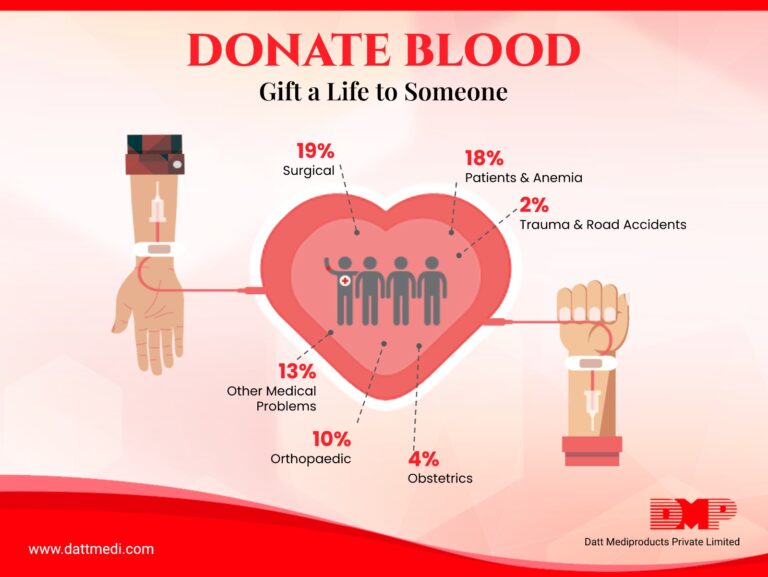 DONATE BLOOD
Gift a Life to Someone
19%
Surgical
18%
Patients & Anemia
2%
Trauma & Road Accidents
13%
Other Medical
Problems
10%
Orthopaedic
4%
Obstetrics
DMP
Datt Mediproducts Private Limited
www.dattmedi.com